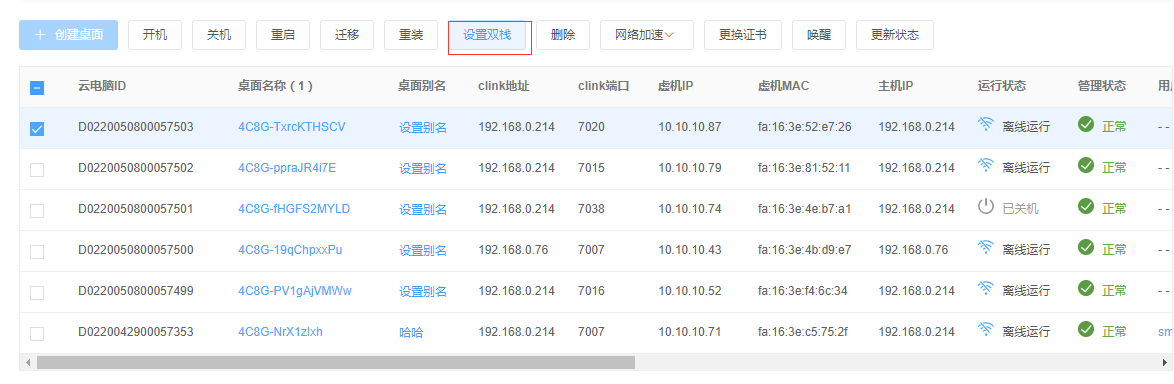 ＋ 创建桌面 开机 关机 重启 迁移 重装 设置双栈 删除 网络加速 更换证书 唤醒 更新状态
云电脑ID 桌面名称（1） 桌面别名 clink地址 clink端口 虚机IP 虚机MAC 主机IP 运行状态 管理状态
D0220050800057503 4C8G-TxrcKTHSCV 设置别名 192.168.0.214 7020 10.10.10.87 fa:16:3e:52:e7:26 192.168.0.214 离线运行 正常 - -
D0220050800057502 4C8G-ppraJR4i7E 设置别名 192.168.0.214 7015 10.10.10.79 fa:16:3e:81:52:11 192.168.0.214 离线运行 正常 - -
D0220050800057501 4C8G-fHGFS2MYLD 设置别名 192.168.0.214 7038 10.10.10.74 fa:16:3e:4e:b7:a1 192.168.0.214 已关机 正常 - -
D0220050800057500 4C8G-19qChpxxPu 设置别名 192.168.0.76 7007 10.10.10.43 fa:16:3e:4b:d9:e7 192.168.0.76 离线运行 正常 - -
D0220050800057499 4C8G-PV1gAjVMWw 设置别名 192.168.0.214 7016 10.10.10.52 fa:16:3e:f4:6c:34 192.168.0.214 离线运行 正常 - -
D0220042900057353 哈哈 192.168.0.214 7007 10.10.10.71 fa:16:3e:c5:75:2f 192.168.0.214 离线运行 正常 sm